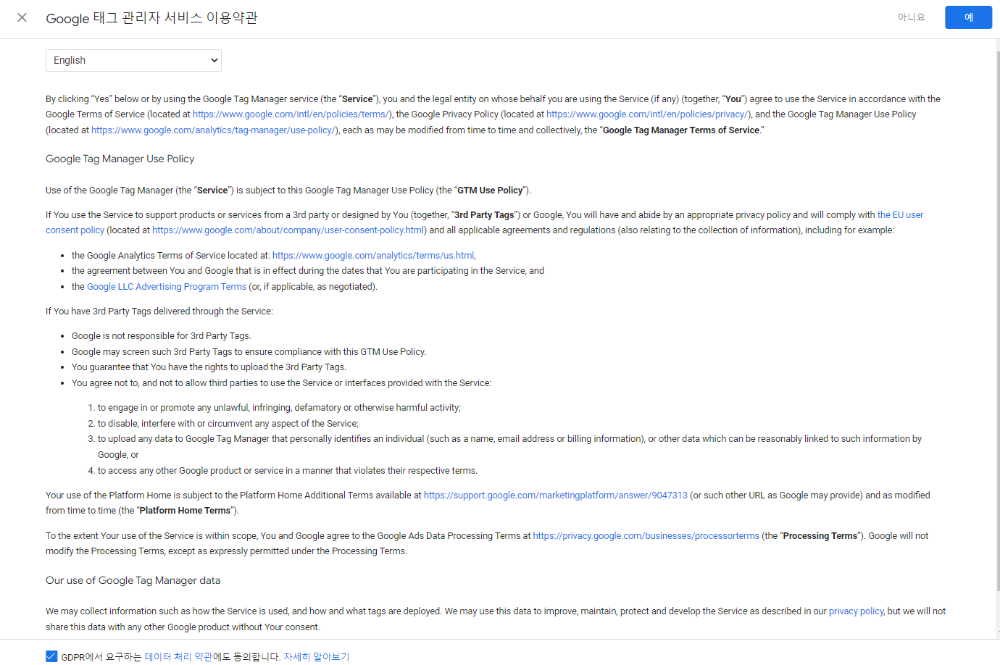 Google 태그 관리자 서비스 이용약관
아니요
예
English
By clicking “Yes” below or by using the Google Tag Manager service (the “Service”), you and the legal entity on whose behalf you are using the Service (if any) (together, “You”) agree to use the Service in accordance with the
Google Terms of Service (located at https://www.google.com/intl/en/policies/terms/), the Google Privacy Policy (located at https://www.google.com/intl/en/policies/privacy/), and the Google Tag Manager Use Policy
(located at https://www.google.com/analytics/tag-manager/use-policy/), each as may be modified from time to time and collectively, the “Google Tag Manager Terms of Service.”
Google Tag Manager Use Policy
Use of the Google Tag Manager (the “Service”) is subject to this Google Tag Manager Use Policy (the “GTM Use Policy”).
If You use the Service to support products or services from a 3rd party or designed by You (together, “3rd Party Tags”) or Google, You will have and abide by an appropriate privacy policy and will comply with the EU user
consent policy (located at https://www.google.com/about/company/user-consent-policy.html) and all applicable agreements and regulations (also relating to the collection of information), including for example:
• the Google Analytics Terms of Service located at: https://www.google.com/analytics/terms/us.html,
• the agreement between You and Google that is in effect during the dates that You are participating in the Service, and
• the Google LLC Advertising Program Terms (or, if applicable, as negotiated).
If You have 3rd Party Tags delivered through the Service:
• Google is not responsible for 3rd Party Tags.
• Google may screen such 3rd Party Tags to ensure compliance with this GTM Use Policy.
• You guarantee that You have the rights to upload the 3rd Party Tags.
• You agree not to, and not to allow third parties to use the Service or interfaces provided with the Service:
1. to engage in or promote any unlawful, infringing, defamatory or otherwise harmful activity;
2. to disable, interfere with or circumvent any aspect of the Service;
3. to upload any data to Google Tag Manager that personally identifies an individual (such as a name, email address or billing information), or other data which can be reasonably linked to such information by
Google, or
4. to access any other Google product or service in a manner that violates their respective terms.
Your use of the Platform Home is subject to the Platform Home Additional Terms available at https://support.google.com/marketingplatform/answer/9047313 (or such other URL as Google may provide) and as modified
from time to time (the “Platform Home Terms”).
To the extent Your use of the Service is within scope, You and Google agree to the Google Ads Data Processing Terms at https://privacy.google.com/businesses/processorterms (the “Processing Terms”). Google will not
modify the Processing Terms, except as expressly permitted under the Processing Terms.
Our use of Google Tag Manager data
We may collect information such as how the Service is used, and how and what tags are deployed. We may use this data to improve, maintain, protect and develop the Service as described in our privacy policy, but we will not
share this data with any other Google product without Your consent.
GDPR에서 요구하는 데이터 처리 약관에도 동의합니다. 자세히 알아보기